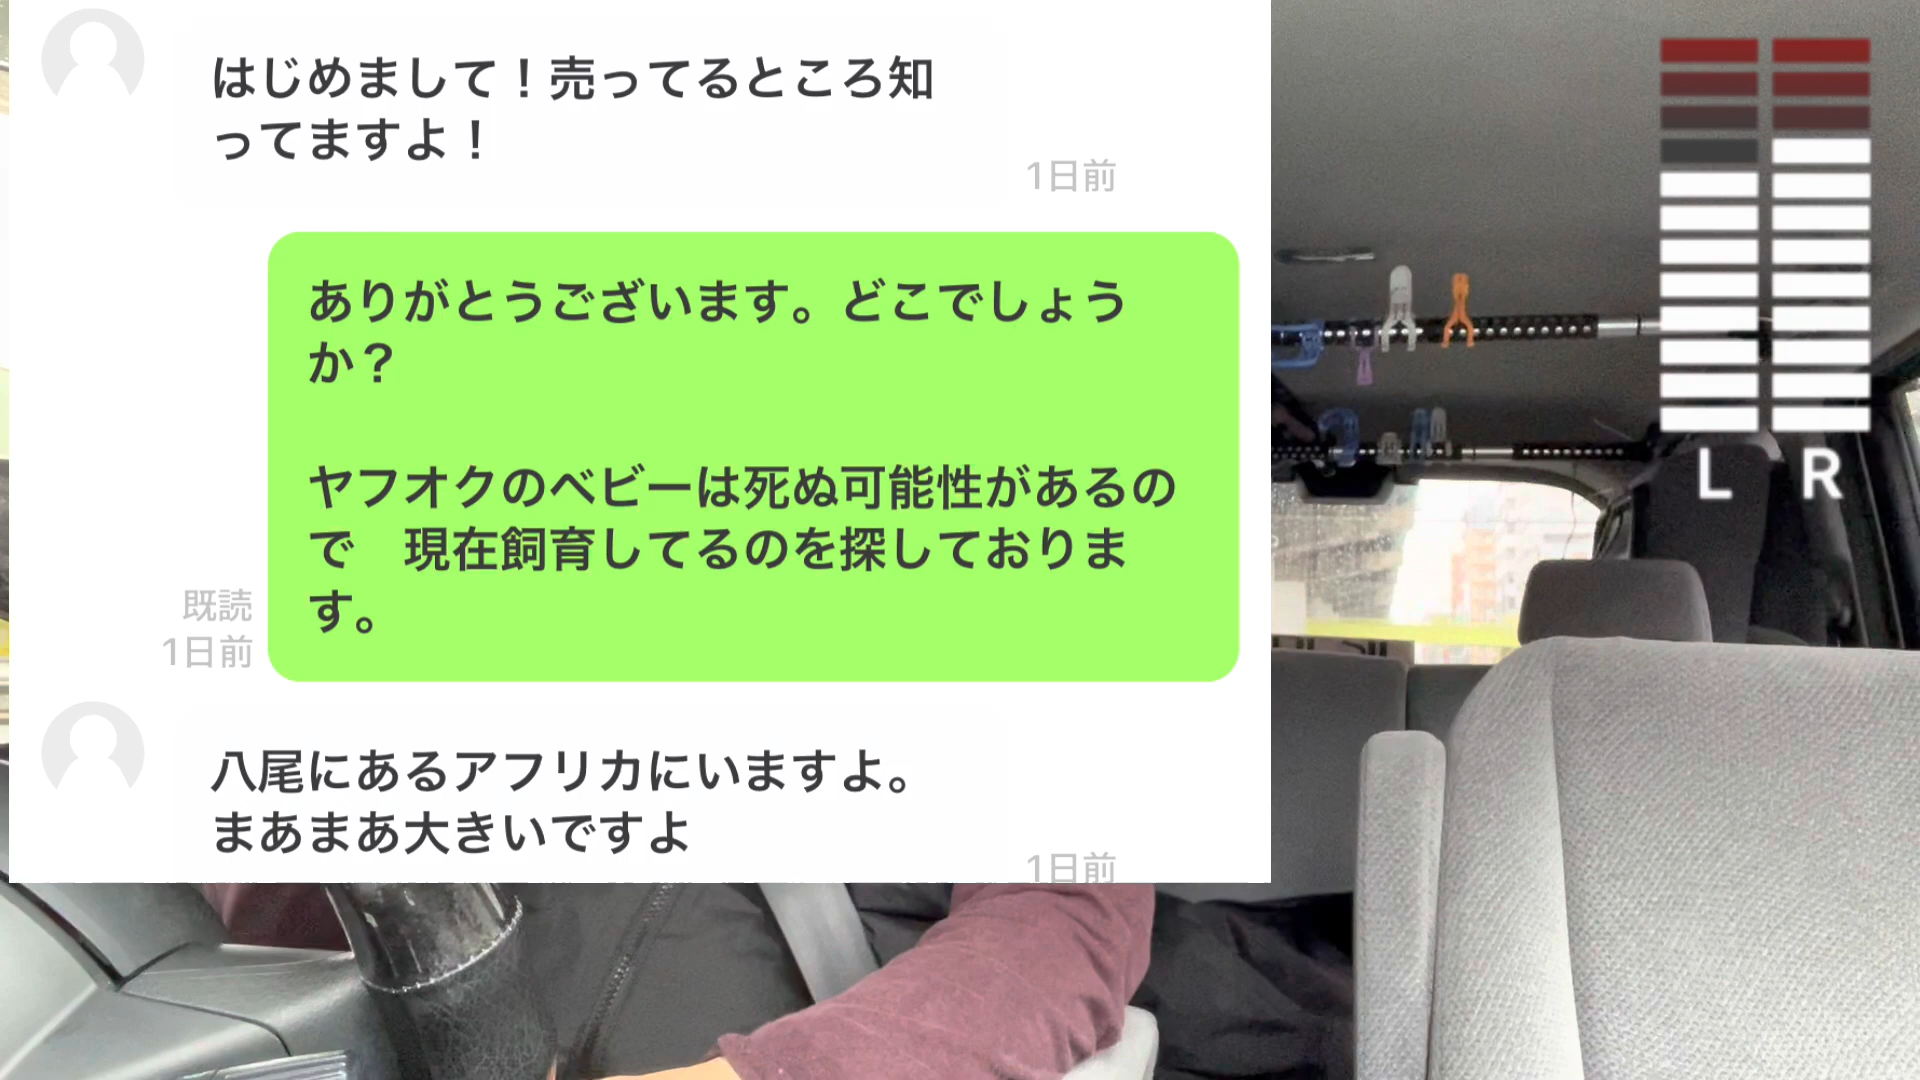 はじめまして！売ってるところ知
ってますよ！
1日前
ありがとうございます。どこでしょう
か？
ヤフオクのベビーは死ぬ可能性があるの
で　現在飼育してるのを探しておりま
す。
既読
1日前
八尾にあるアフリカにいますよ。
まあまあ大きいですよ
1日前
L R